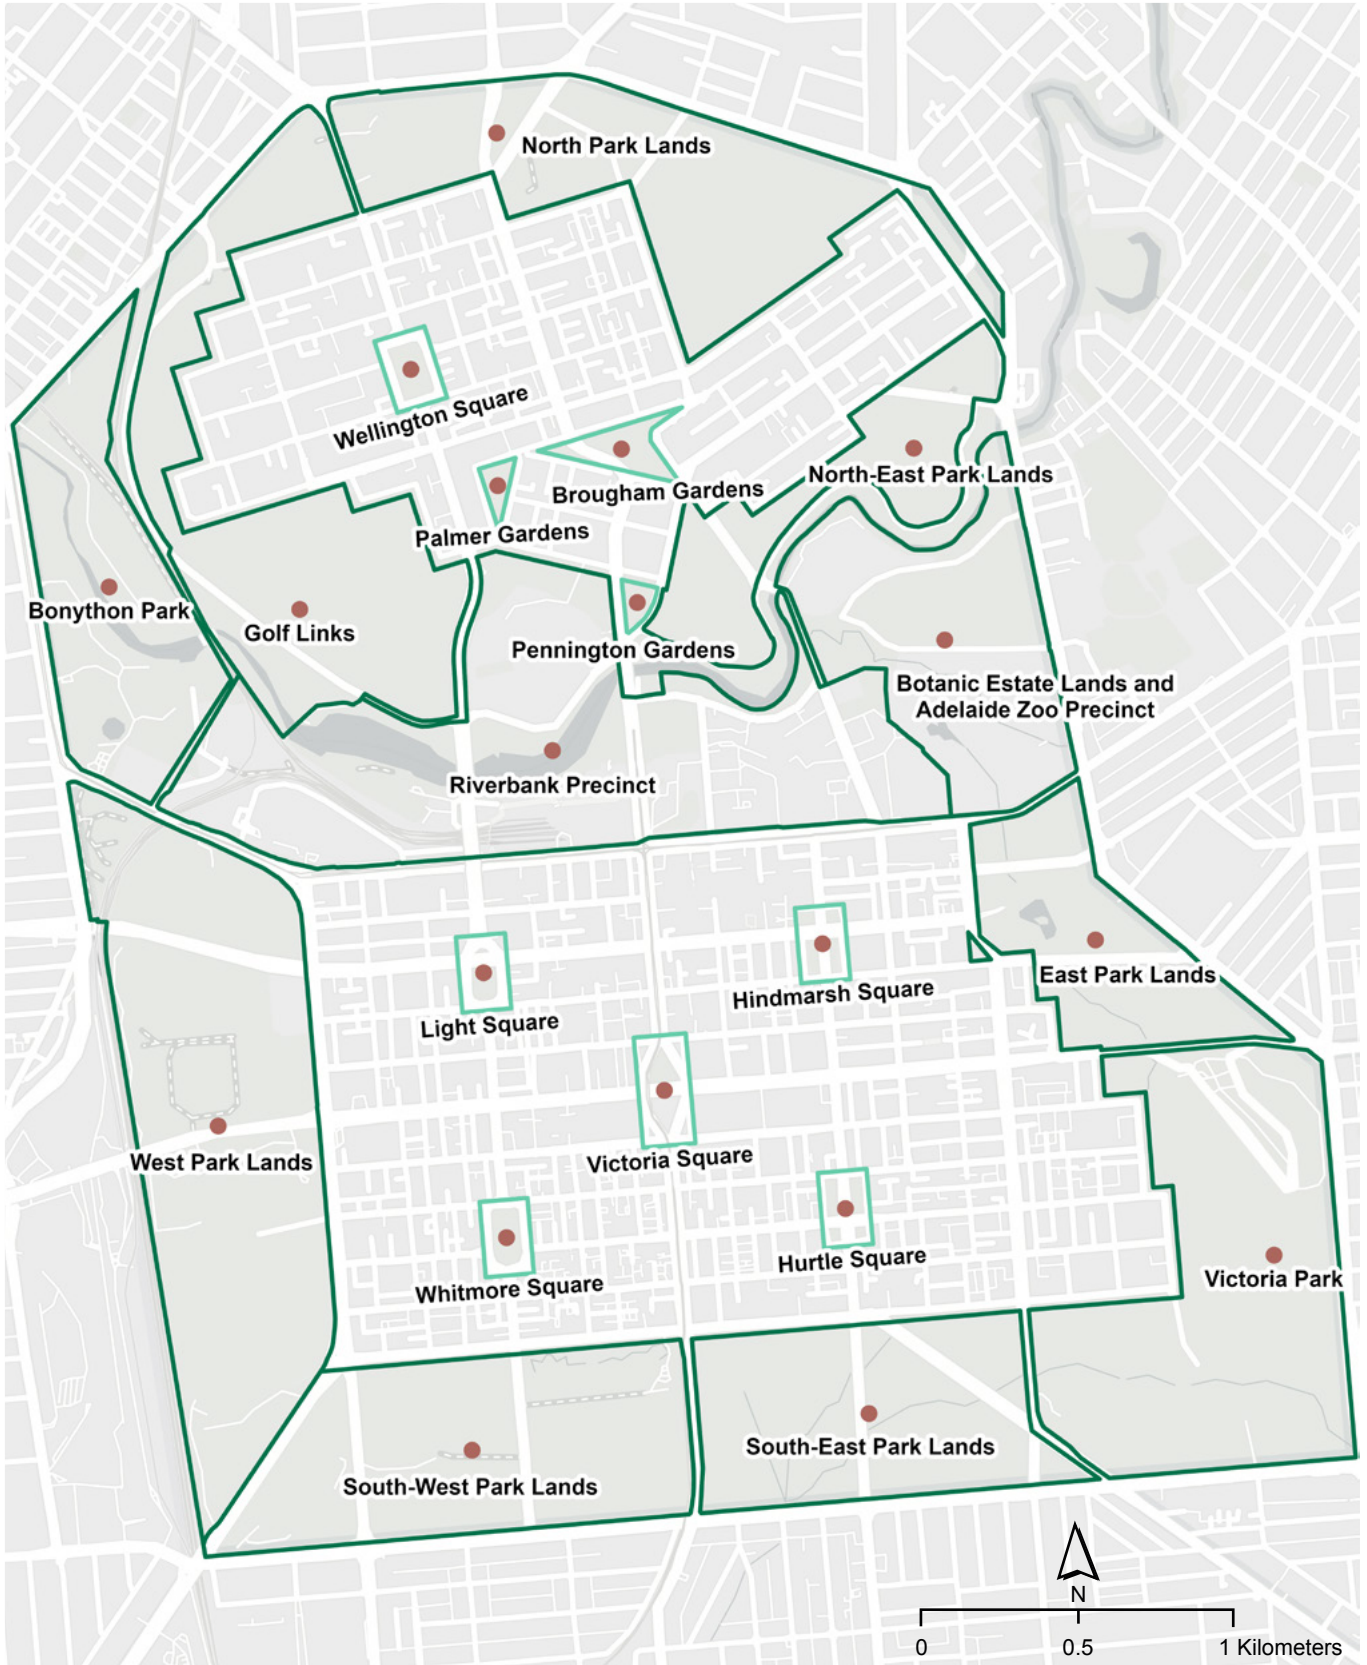 North Park Lands
Wellington Square
Brougham Gardens
North-East Park Lands
Palmer Gardens
Bonython Park
Golf Links
Pennington Gardens
Botanic Estate Lands and
Adelaide Zoo Precinct
Riverbank Precinct
East Park Lands
Hindmarsh Square
Light Square
West Park Lands
Victoria Square
Hurtle Square
Victoria Park
Whitmore Square
South-East Park Lands
South-West Park Lands
N
0 0.5 1 Kilometers